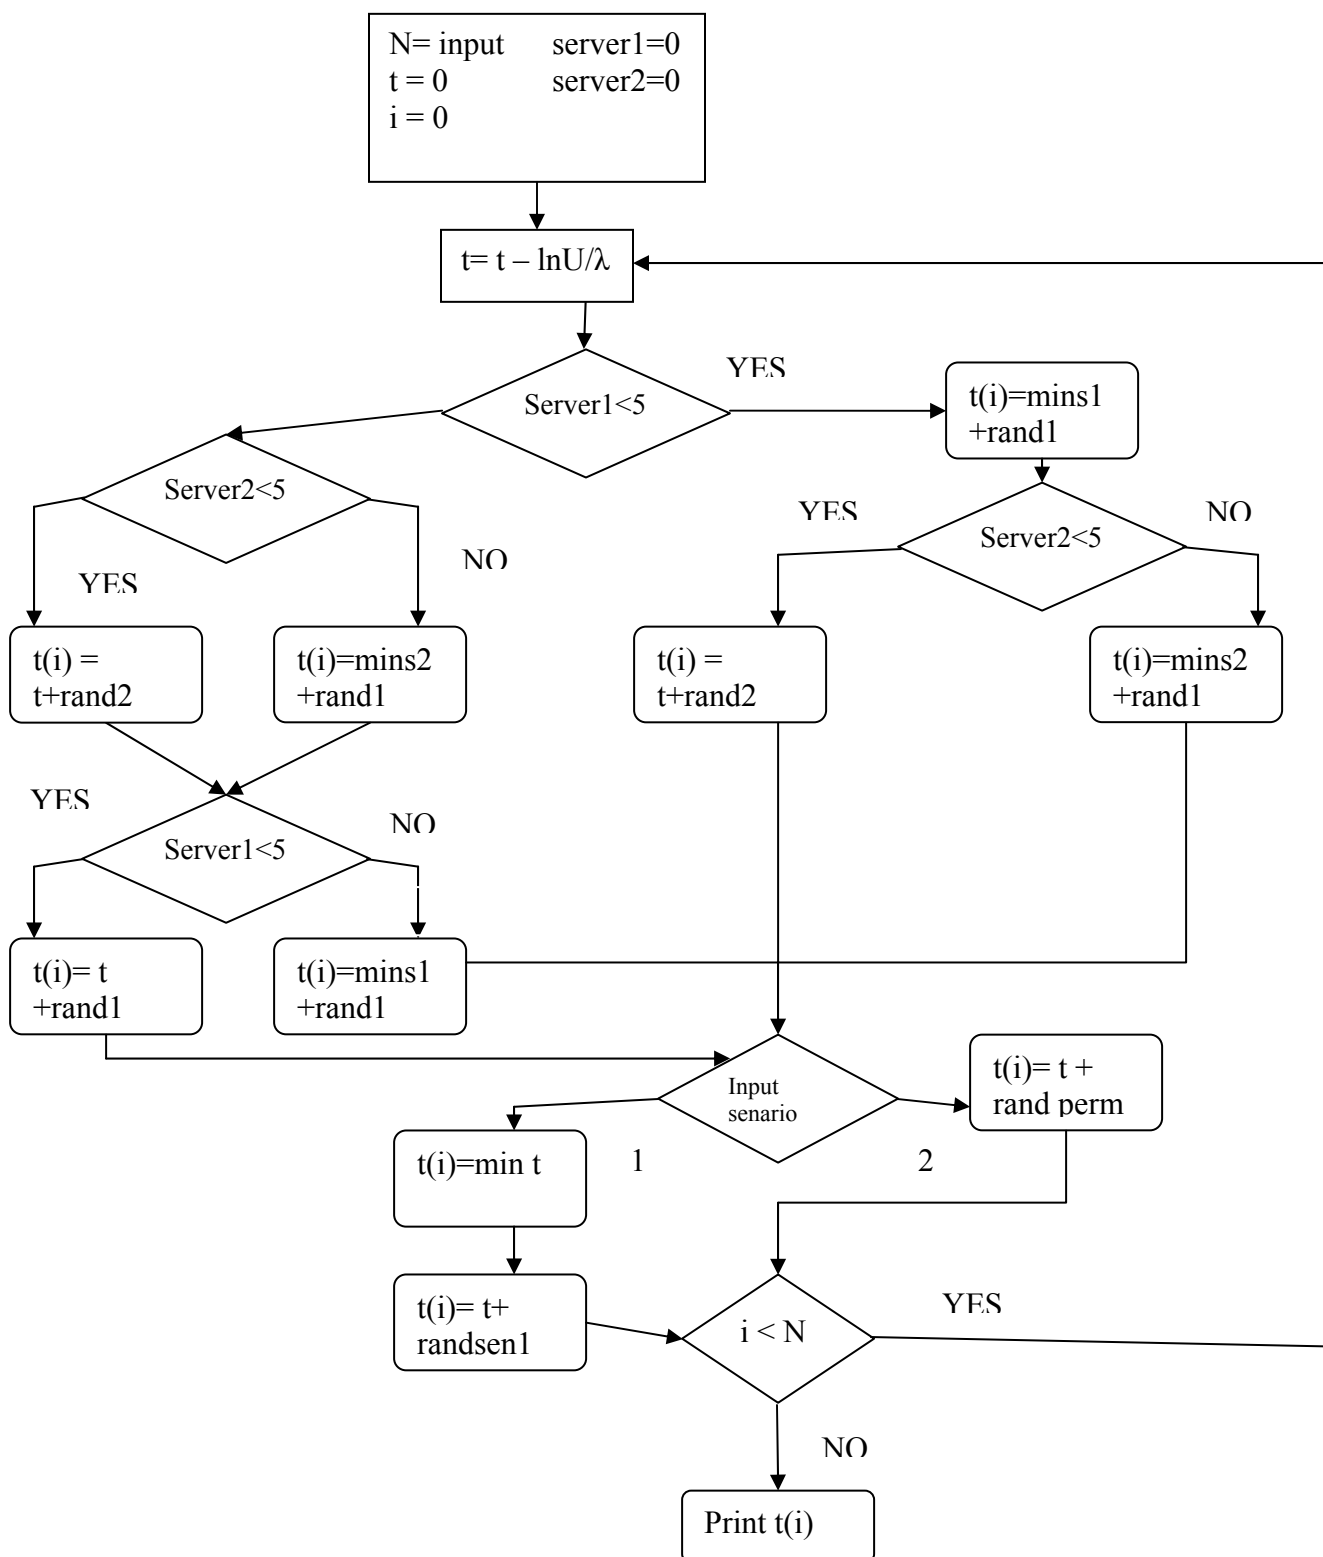 N= input server1=0
t = 0 server2=0
i = 0
t= t – lnU/λ
Server1<5
YES
t(i)=mins1
+rand1
Server2<5
YES
NO
Server2<5
YES
NO
t(i) =
t+rand2
t(i)=mins2
+rand1
t(i) =
t+rand2
t(i)=mins2
+rand1
YES
NO
Server1<5
t(i)= t
+rand1
t(i)=mins1
+rand1
Input
senario
t(i)= t +
rand perm
1
2
t(i)=min t
t(i)= t+
randsen1
i < N
YES
NO
Print t(i)